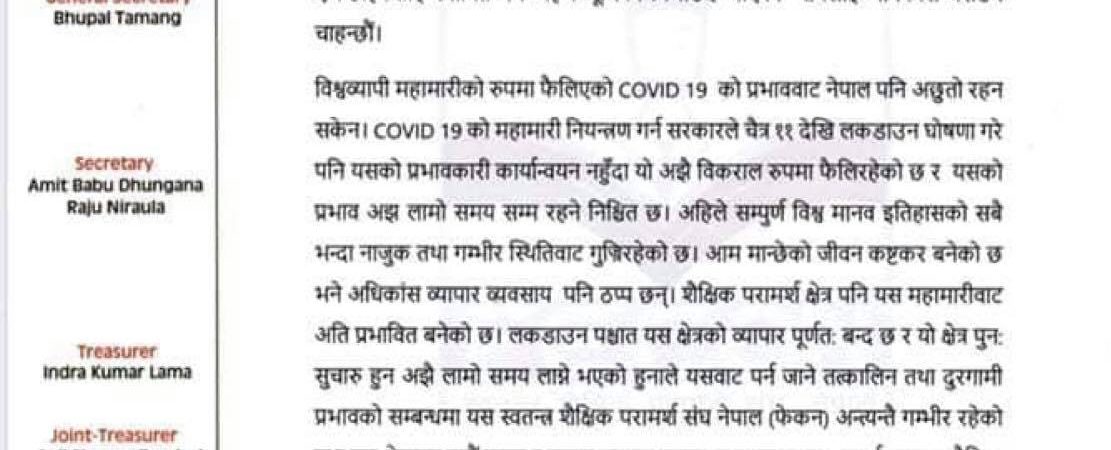 General Secretary
Bhupal Tamang
Secretary
Amit Babu Dhungana
Raju Niraula
Treasurer
Indra Kumar Lama
Joint-Treasurer
चाहन्छौं।
विश्वव्यापी महामारीको रुपमा फैलिएको COVID 19 को प्रभाववाट नेपाल पनि अछुतो रहन
सकेन। COVID 19 को महामारी नियन्त्रण गर्न सरकारले चैत्र ११ देखि लकडाउन घोषणा गरे
पनि यसको प्रभावकारी कार्यान्वयन नहुँदा यो अझै विकराल रुपमा फैलिरहेको छ र यसको
प्रभाव अझ लामो समय सम्म रहने निश्चित छ। अहिले सम्पुर्ण विश्व मानव इतिहासको सबै
भन्दा नाजुक तथा गम्भीर स्थितिवाट गुज्रिरहेको छ। आम मान्छेको जीवन कष्टकर बनेको छ
भने अधिकांस व्यापार व्यवसाय पनि ठप्प छन्। शैक्षिक परामर्श क्षेत्र पनि यस महामारीवाट
अति प्रभावित बनेको छ। लकडाउन पश्चात यस क्षेत्रको व्यापार पूर्णत: बन्द छ र यो क्षेत्र पुन:
सुचारु हुन अझै लामो समय लाग्ने भएको हुनाले यसवाट पर्न जाने तत्कालिन तथा दुरगामी
प्रभावको सम्बन्धमा यस स्वतन्त्र शैक्षिक परामर्श संघ नेपाल (फेकन) अन्त्यन्तै गम्भीर रहेको